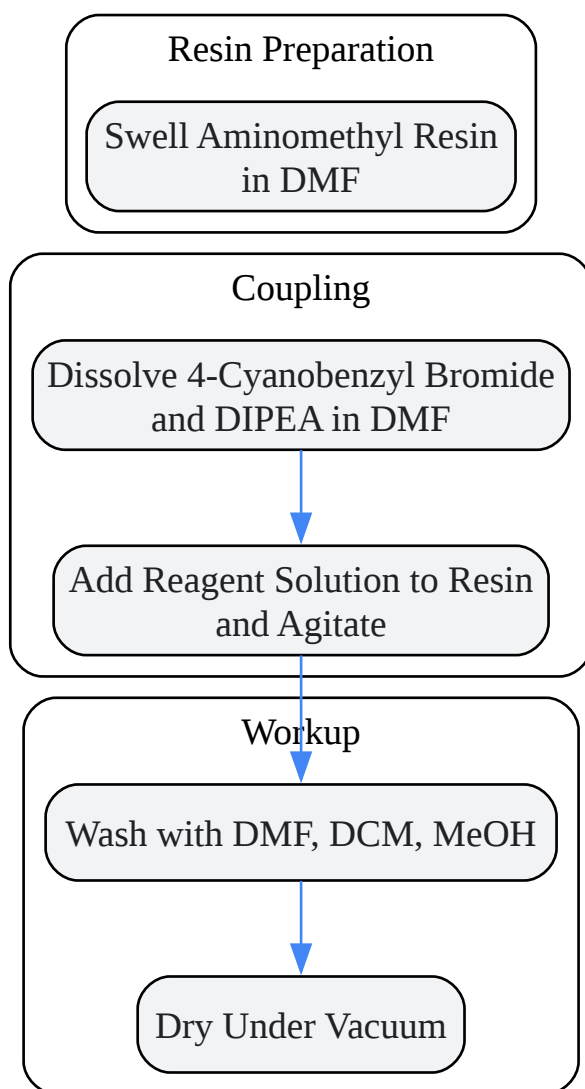 Resin Preparation
Swell Aminomethyl Resin
in DMF
Coupling
Dissolve 4-Cyanobenzyl Bromide
and DIPEA in DMF
Add Reagent Solution to Resin
and Agitate
Workup
Wash with DMF, DCM, MeOH
Dry Under Vacuum